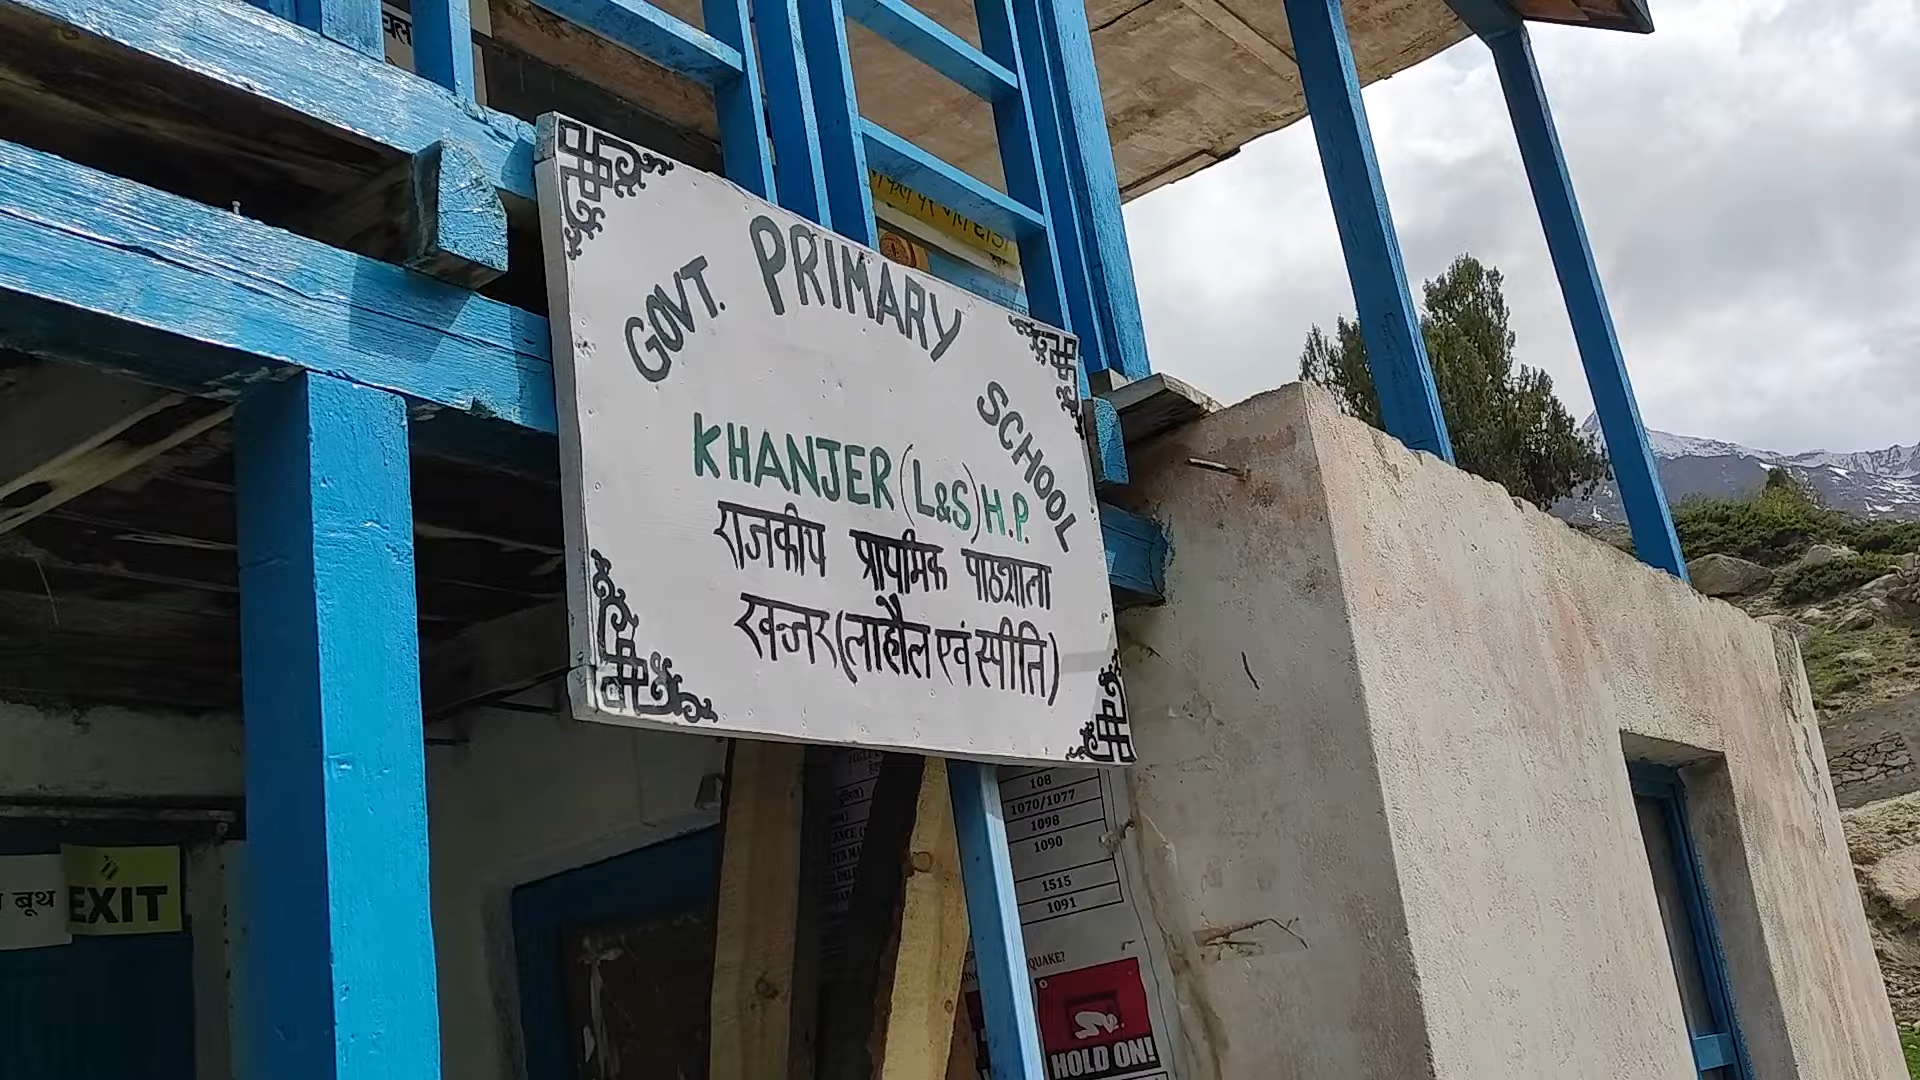 GOVT. PRIMARY SCHOOL
KHANJER (L&S) H.P.
राजकीय प्राथमिक पाठशाला
खन्जर (लाहौल एवं स्पीति)
बूथ
EXIT
108
1070/1077
1098
1090
1515
1091
QUAKE?
HOLD ON!